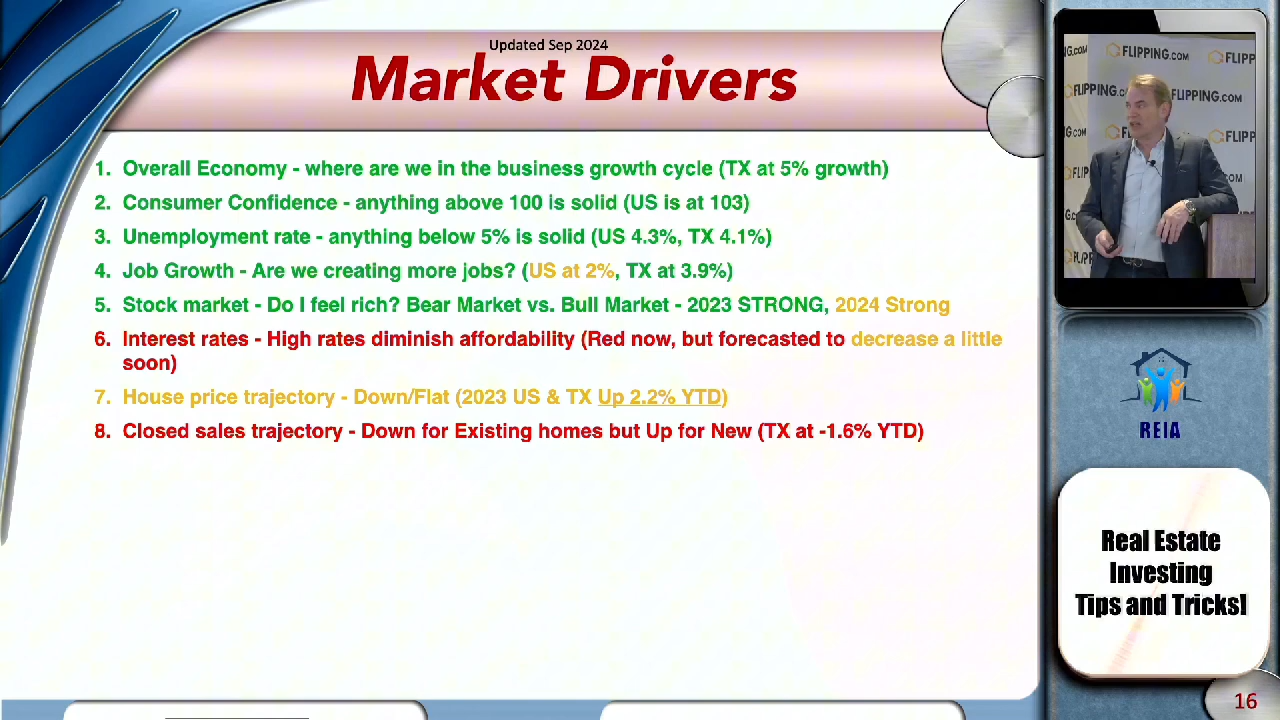 Updated Sep 2024
Market Drivers
1. Overall Economy - where are we in the business growth cycle (TX at 5% growth)
2. Consumer Confidence - anything above 100 is solid (US is at 103)
3. Unemployment rate - anything below 5% is solid (US 4.3%, TX 4.1%)
4. Job Growth - Are we creating more jobs? (US at 2%, TX at 3.9%)
5. Stock market - Do I feel rich? Bear Market vs. Bull Market - 2023 STRONG, 2024 Strong
6. Interest rates - High rates diminish affordability (Red now, but forecasted to decrease a little
soon)
7. House price trajectory - Down/Flat (2023 US & TX Up 2.2% YTD)
8. Closed sales trajectory - Down for Existing homes but Up for New (TX at -1.6% YTD)
FLIPPING.COM
FLIPP
FLIPPING.COM
FLIPP
REIA
Real Estate
Investing
Tips and Tricks!
16